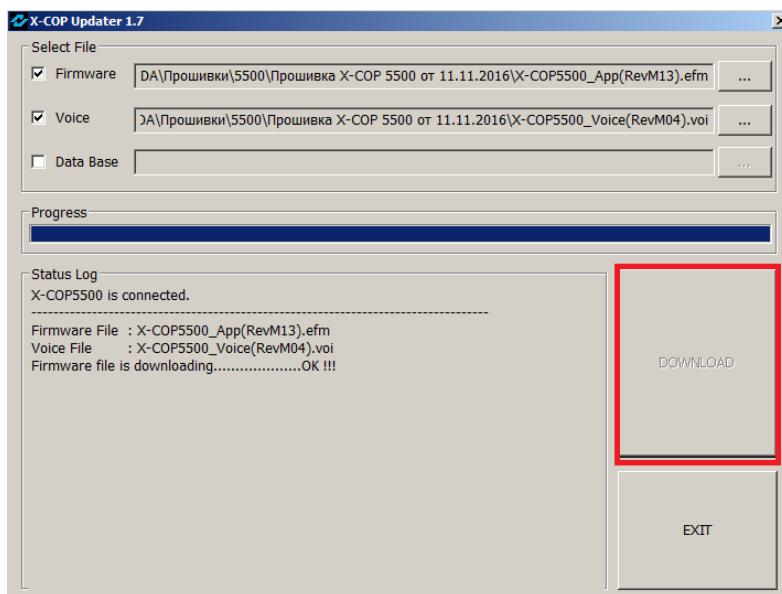 X-COP Updater 1.7
Select File
Firmware DA\Прошивки\5500\Прошивка X-COP 5500 от 11.11.2016\X-COP5500_App(RevM13).efm ...
Voice DA\Прошивки\5500\Прошивка X-COP 5500 от 11.11.2016\X-COP5500_Voice(RevM04).voi ...
Data Base ...
Progress
Status Log
X-COP5500 is connected.
--------------------------------------------------------------------------------
Firmware File : X-COP5500_App(RevM13).efm
Voice File : X-COP5500_Voice(RevM04).voi
Firmware file is downloading....................OK !!!
DOWNLOAD
EXIT